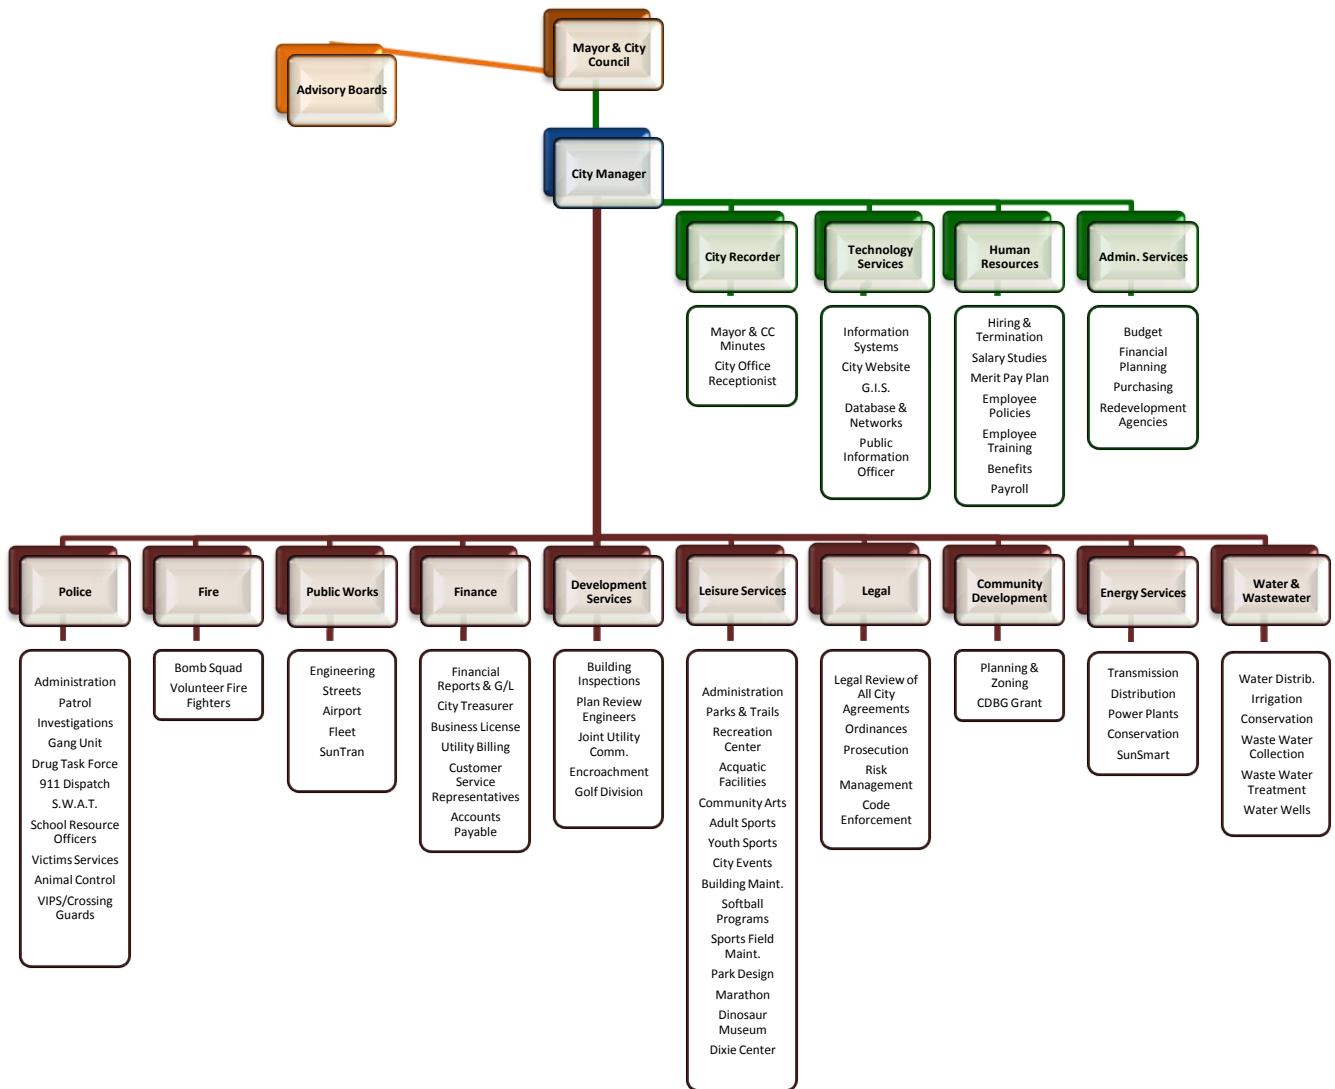 Mayor & City
Council
Advisory Boards
City Manager
City Recorder
Technology
Services
Human
Resources
Admin. Services
Mayor & CC
Minutes
City Office
Receptionist
Information
Systems
City Website
G.I.S.
Database &
Networks
Public
Information
Officer
Hiring &
Termination
Salary Studies
Merit Pay Plan
Employee
Policies
Employee
Training
Benefits
Payroll
Budget
Financial
Planning
Purchasing
Redevelopment
Agencies
Police
Fire
Public Works
Finance
Development
Services
Leisure Services
Legal
Community
Development
Energy Services
Water &
Wastewater
Administration
Patrol
Investigations
Gang Unit
Drug Task Force
911 Dispatch
S.W.A.T.
School Resource
Officers
Victims Services
Animal Control
VIPS/Crossing
Guards
Bomb Squad
Volunteer Fire
Fighters
Engineering
Streets
Airport
Fleet
SunTran
Financial
Reports & G/L
City Treasurer
Business License
Utility Billing
Customer
Service
Representatives
Accounts
Payable
Building
Inspections
Plan Review
Engineers
Joint Utility
Comm.
Encroachment
Golf Division
Administration
Parks & Trails
Recreation
Center
Acquatic
Facilities
Community Arts
Adult Sports
Youth Sports
City Events
Building Maint.
Softball
Programs
Sports Field
Maint.
Park Design
Marathon
Dinosaur
Museum
Dixie Center
Legal Review of
All City
Agreements
Ordinances
Prosecution
Risk
Management
Code
Enforcement
Planning &
Zoning
CDBG Grant
Transmission
Distribution
Power Plants
Conservation
SunSmart
Water Distrib.
Irrigation
Conservation
Waste Water
Collection
Waste Water
Treatment
Water Wells